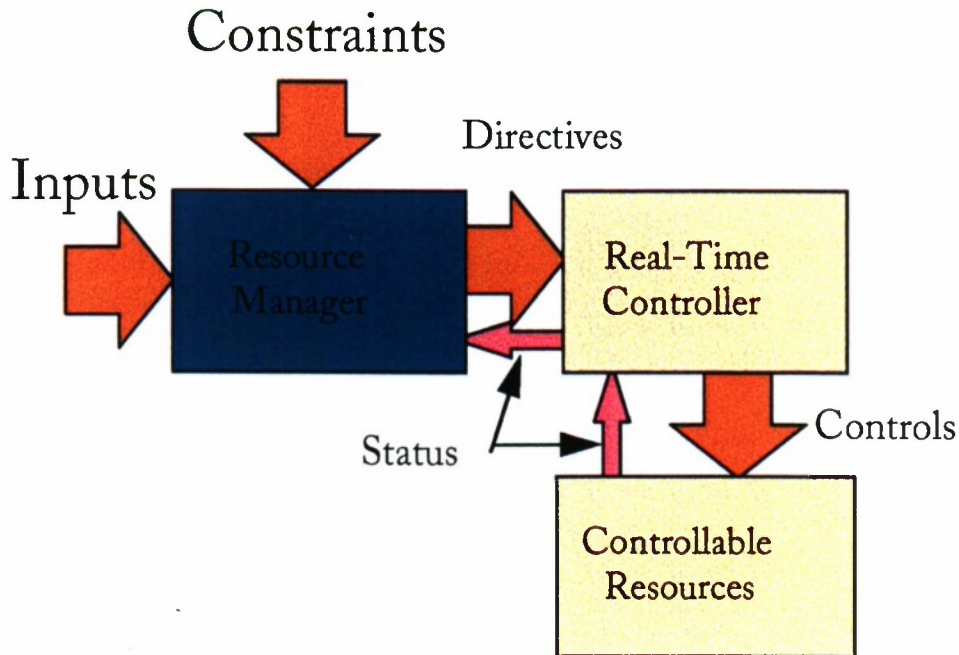 Constraints
Directives
Inputs
Resource
Manager
Real-Time
Controller
Status
Controls
Controllable
Resources